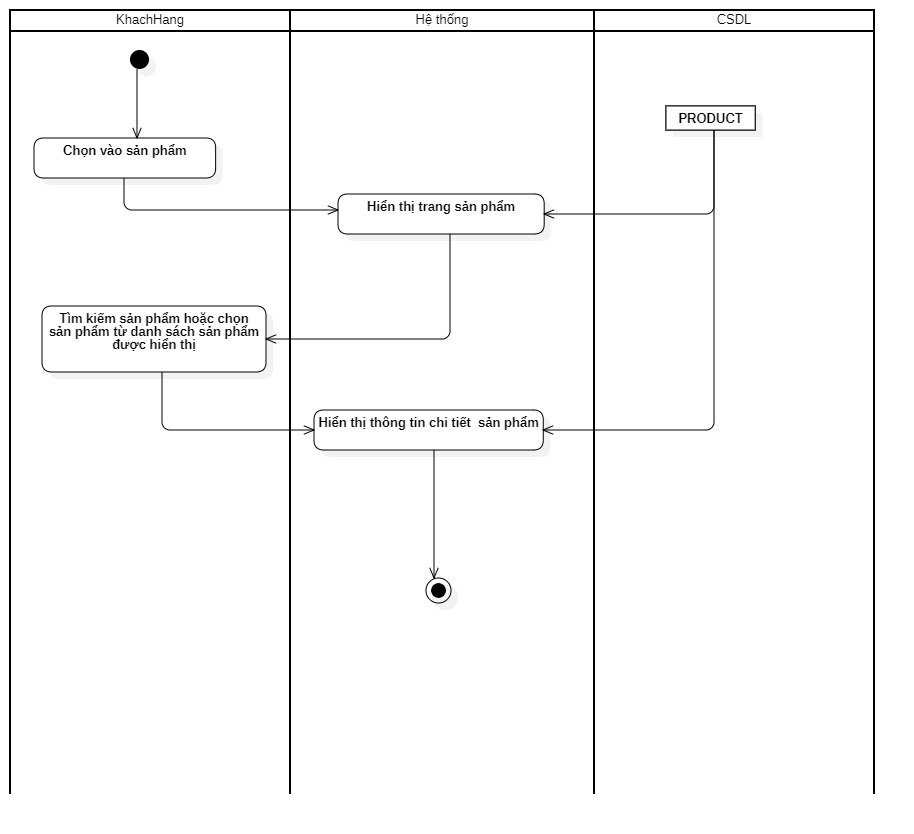 KhachHang
Hệ thống
CSDL
PRODUCT
Chọn vào sản phẩm
Hiển thị trang sản phẩm
Tìm kiếm sản phẩm hoặc chọn
sản phẩm từ danh sách sản phẩm
được hiển thị
Hiển thị thông tin chi tiết  sản phẩm